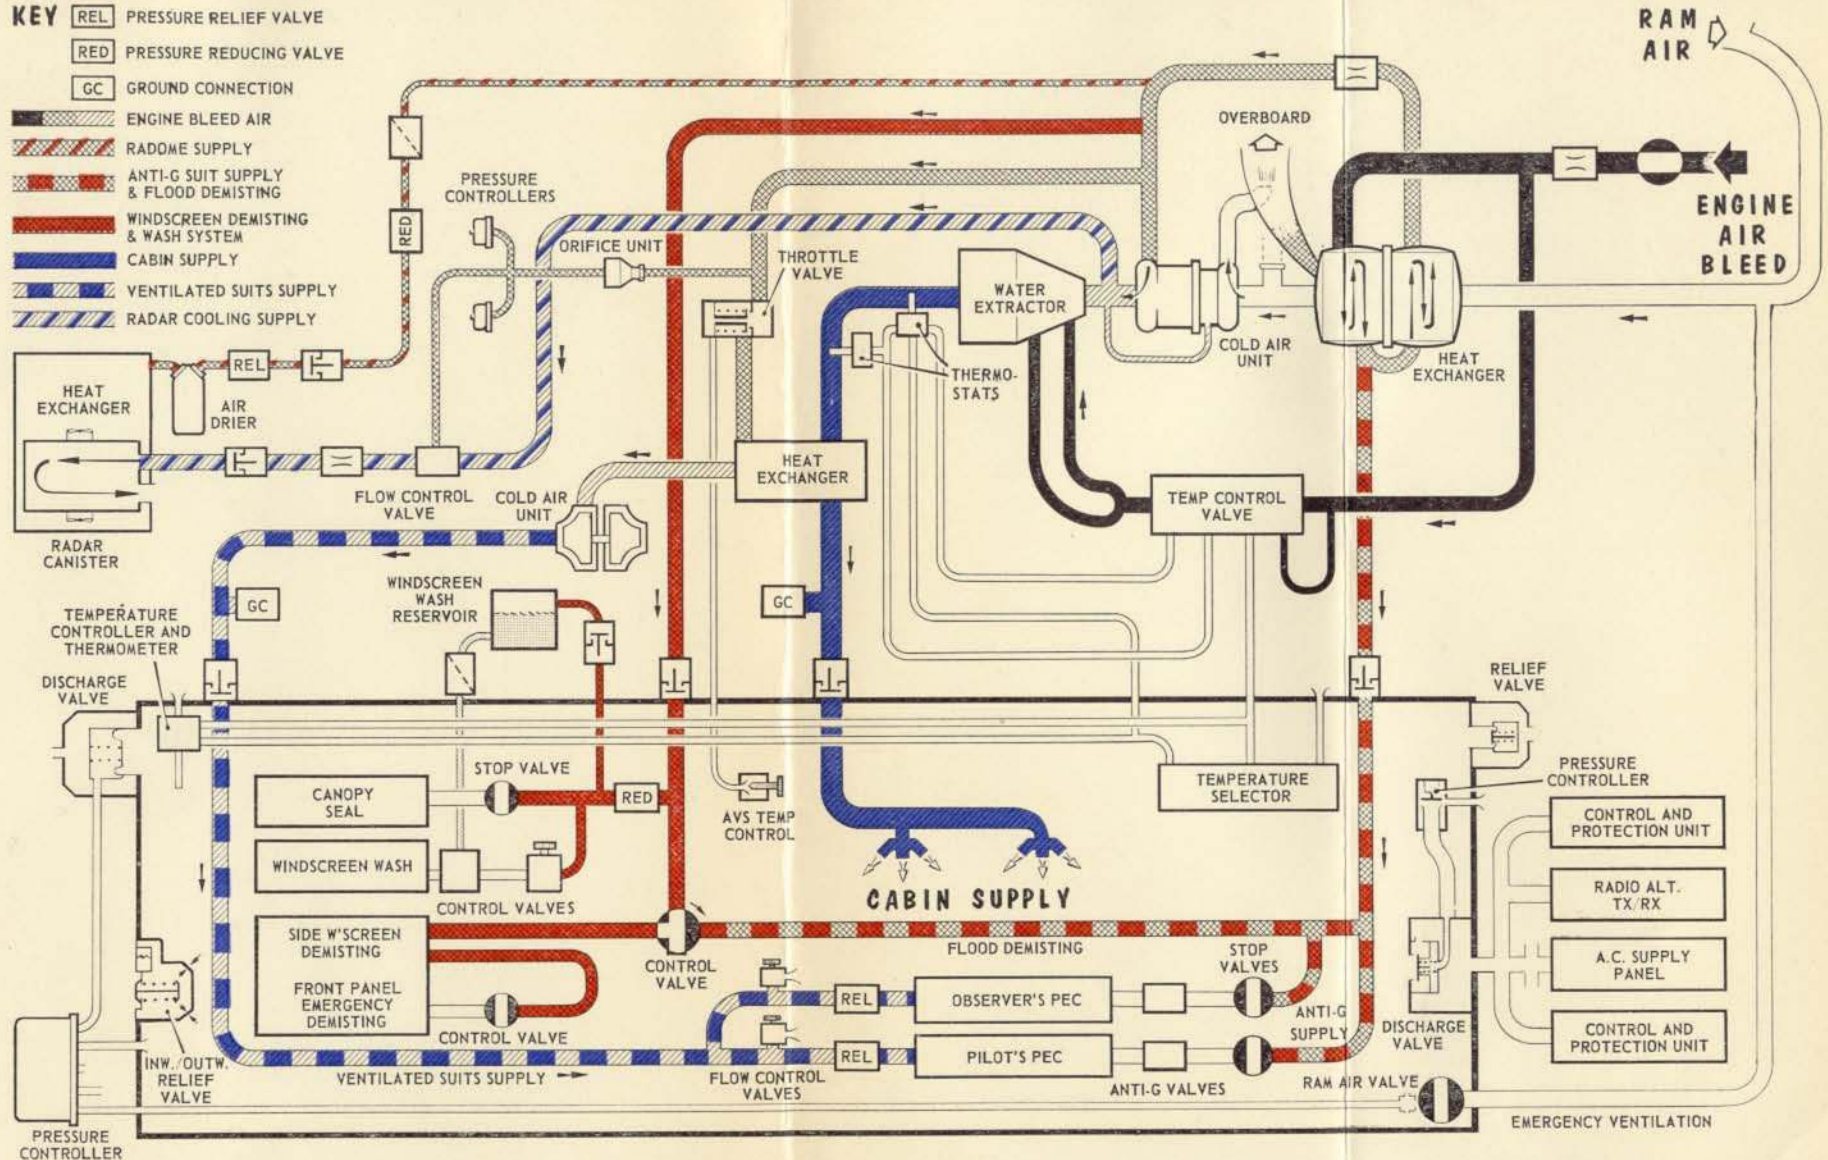 KEY
REL PRESSURE RELIEF VALVE
RED PRESSURE REDUCING VALVE
GC GROUND CONNECTION
ENGINE BLEED AIR
RADOME SUPPLY
ANTI-G SUIT SUPPLY
& FLOOD DEMISTING
WINDSCREEN DEMISTING
& WASH SYSTEM
CABIN SUPPLY
VENTILATED SUITS SUPPLY
RADAR COOLING SUPPLY
RAM
AIR
OVERBOARD
ENGINE
AIR
BLEED
PRESSURE
CONTROLLERS
RED
ORIFICE UNIT
THROTTLE
VALVE
WATER
EXTRACTOR
COLD AIR
UNIT
HEAT
EXCHANGER
THERMO-
STATS
HEAT
EXCHANGER
REL
AIR
DRIER
RADAR
CANISTER
FLOW CONTROL
VALVE
COLD AIR
UNIT
HEAT
EXCHANGER
TEMP CONTROL
VALVE
GC
GC
WINDSCREEN
WASH
RESERVOIR
TEMPERATURE
CONTROLLER AND
THERMOMETER
DISCHARGE
VALVE
RELIEF
VALVE
STOP VALVE
CANOPY
SEAL
RED
AVS TEMP
CONTROL
TEMPERATURE
SELECTOR
PRESSURE
CONTROLLER
CONTROL AND
PROTECTION UNIT
WINDSCREEN WASH
CONTROL VALVES
CABIN SUPPLY
RADIO ALT.
TX/RX
SIDE W'SCREEN
DEMISTING
FRONT PANEL
EMERGENCY
DEMISTING
CONTROL
VALVE
FLOOD DEMISTING
STOP
VALVES
A.C. SUPPLY
PANEL
CONTROL VALVE
REL
OBSERVER'S PEC
ANTI-G
SUPPLY
DISCHARGE
VALVE
CONTROL AND
PROTECTION UNIT
INW./OUTW.
RELIEF
VALVE
VENTILATED SUITS SUPPLY
FLOW CONTROL
VALVES
REL
PILOT'S PEC
ANTI-G VALVES
RAM AIR VALVE
EMERGENCY VENTILATION
PRESSURE
CONTROLLER